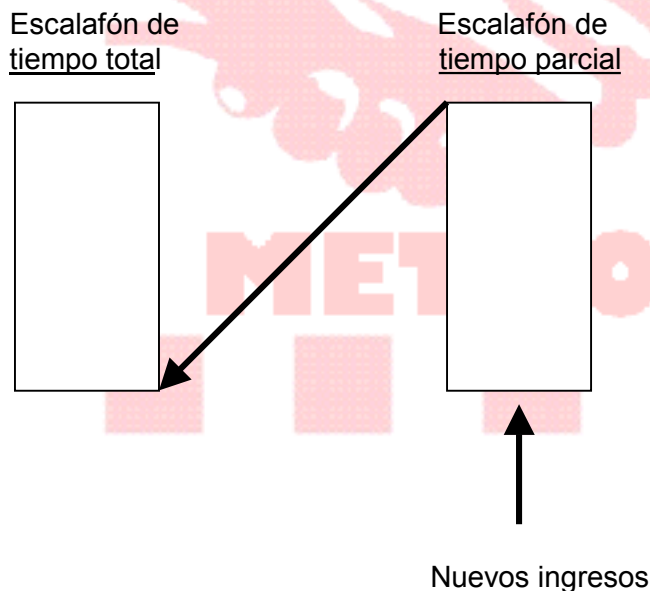 Escalafón de
tiempo total
Escalafón de
tiempo parcial
Nuevos ingresos